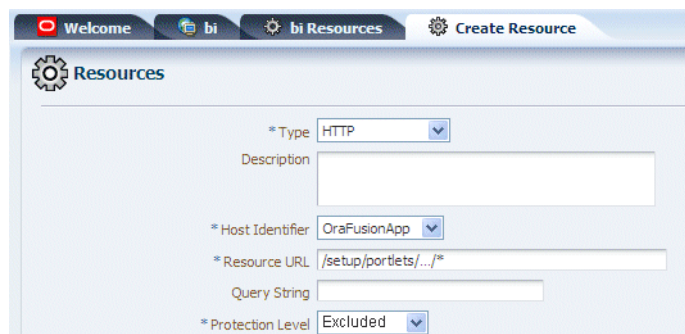 Welcome bi bi Resources Create Resource
Resources
* Type HTTP
Description
* Host Identifier OraFusionApp
* Resource URL /setup/portlets/.../*
Query String
* Protection Level Excluded